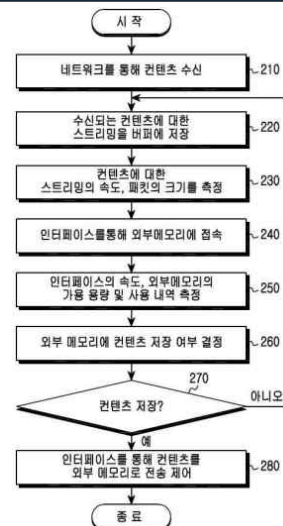 시 작
네트워크를 통해 컨텐츠 수신
210
수신되는 컨텐츠에 대한
스트리밍을 버퍼에 저장
220
컨텐츠에 대한
스트리밍의 속도, 패킷의 크기를 측정
230
인터페이스를통해 외부메모리에 접속
240
인터페이스의 속도, 외부메모리의
가용 용량 및 사용 내역 측정
250
외부 메모리에 컨텐츠 저장 여부 결정
260
270
컨텐츠 저장?
아니오
예
인터페이스를 통해 컨텐츠를
외부 메모리로 전송 제어
280
종 료